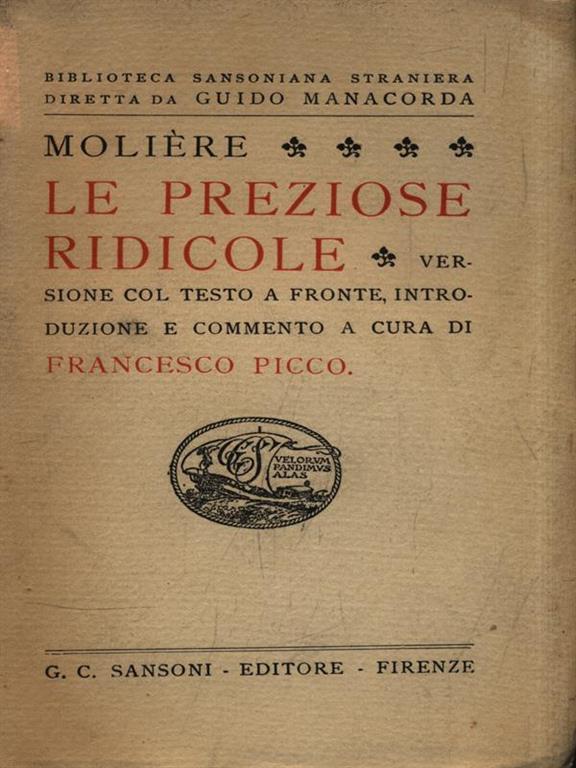 BIBLIOTECA SANSONIANA STRANIERA
DIRETTA DA GUIDO MANACORDA
MOLIÈRE
LE PREZIOSE
RIDICOLE VER-
SIONE COL TESTO A FRONTE, INTRO-
DUZIONE E COMMENTO A CURA DI
FRANCESCO PICCO.
GCS
VELORVM
PANDIMVS
ALAS
G. C. SANSONI - EDITORE - FIRENZE